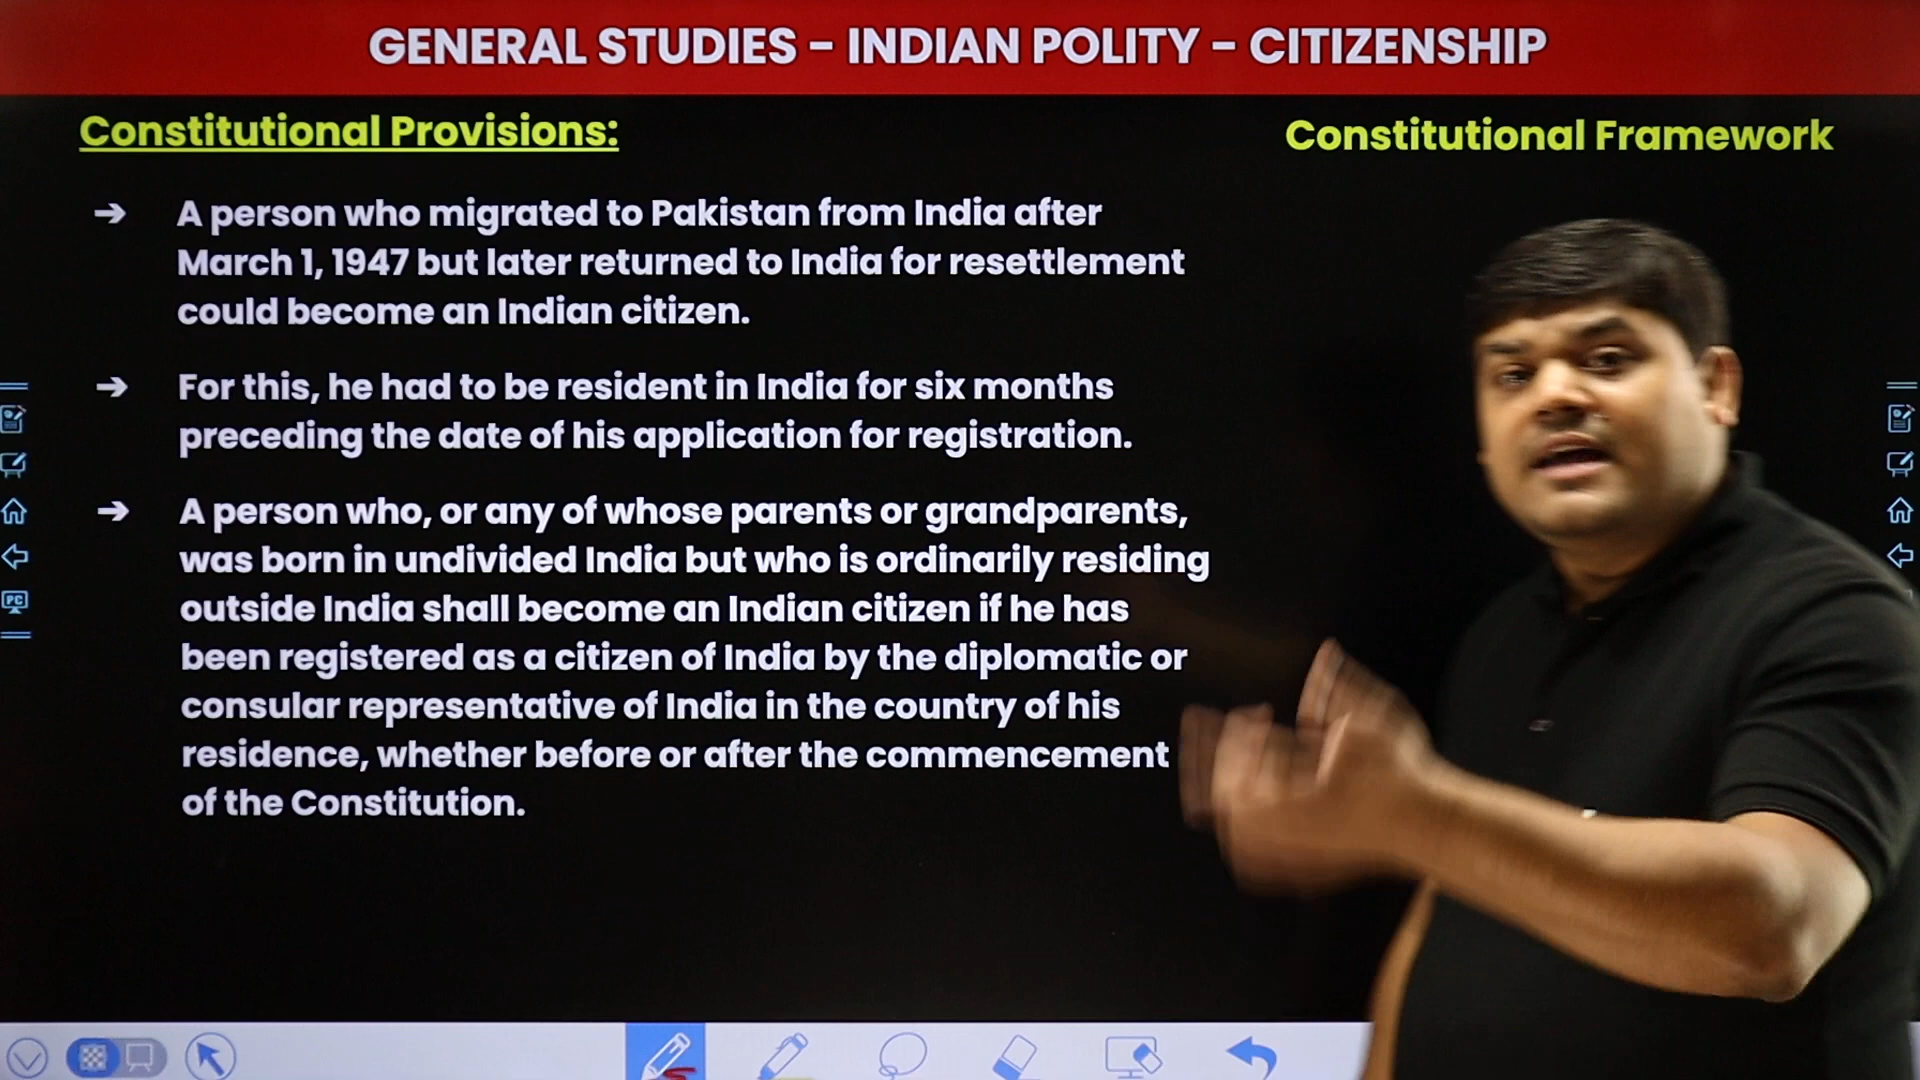 GENERAL STUDIES - INDIAN POLITY - CITIZENSHIP
Constitutional Provisions:
Constitutional Framework
➔ A person who migrated to Pakistan from India after
March 1, 1947 but later returned to India for resettlement
could become an Indian citizen.
➔ For this, he had to be resident in India for six months
preceding the date of his application for registration.
➔ A person who, or any of whose parents or grandparents,
was born in undivided India but who is ordinarily residing
outside India shall become an Indian citizen if he has
been registered as a citizen of India by the diplomatic or
consular representative of India in the country of his
residence, whether before or after the commencement
of the Constitution.
PC